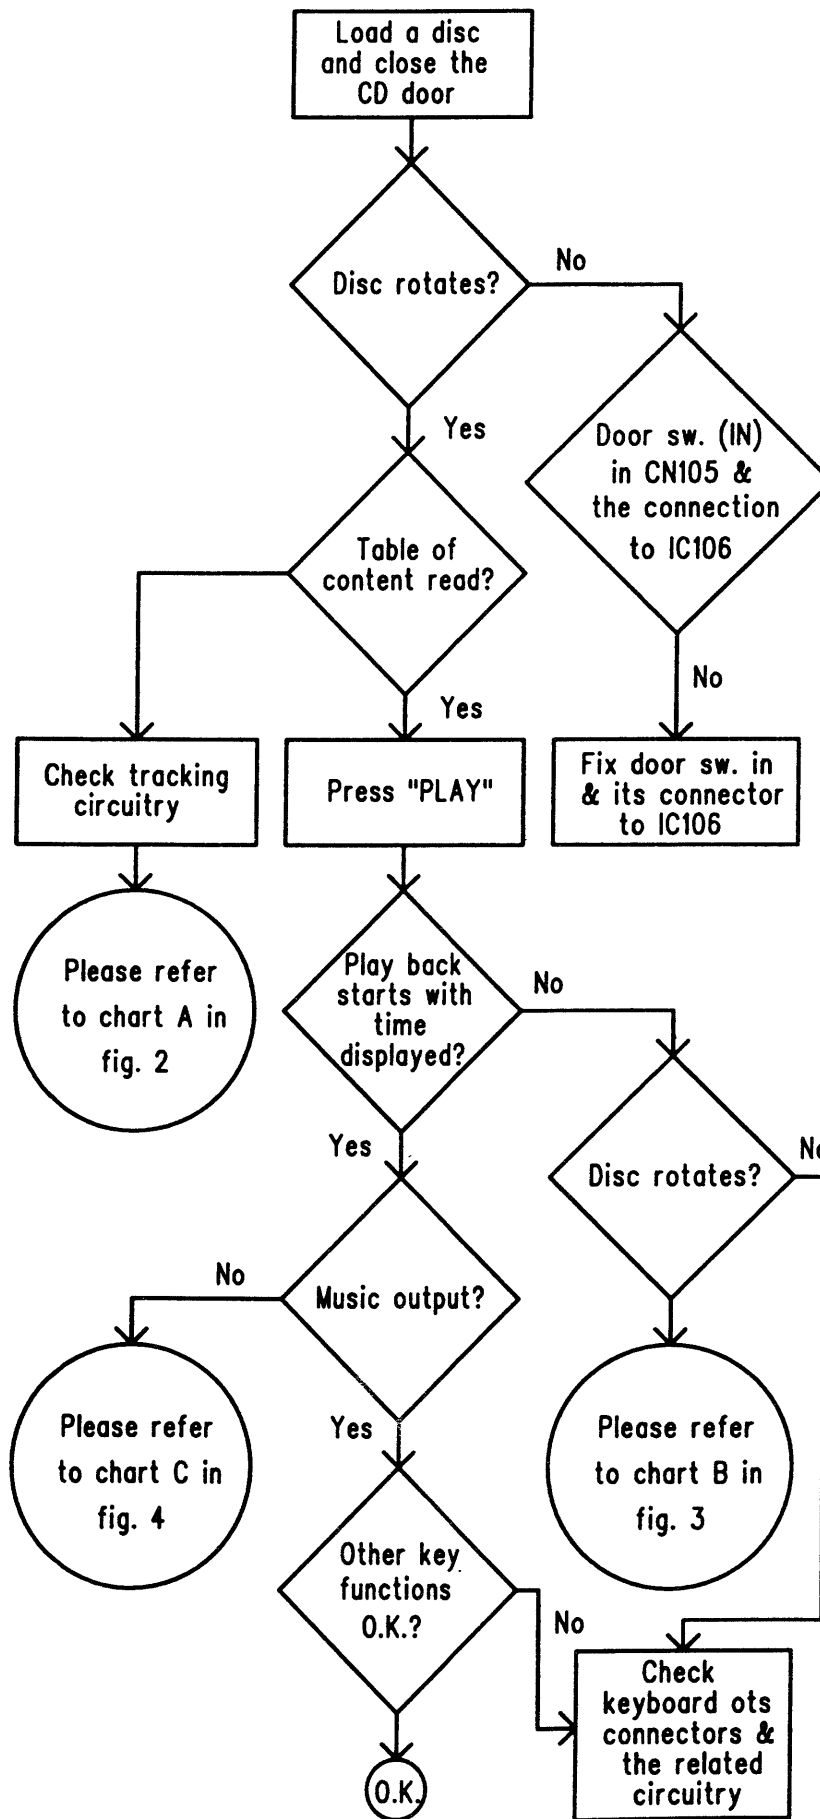 Load a disc
and close the
CD door
Disc rotates?
No
Yes
Door sw. (IN)
in CN105 &
the connection
to IC106
Table of
content read?
No
Yes
Check tracking
circuitry
Press "PLAY"
Fix door sw. in
& its connector
to IC106
Please refer
to chart A in
fig. 2
Play back
starts with
time
displayed?
No
Yes
Disc rotates?
No
Music output?
No
Yes
Please refer
to chart C in
fig. 4
Please refer
to chart B in
fig. 3
Other key
functions
O.K.?
No
Check
keyboard ots
connectors &
the related
circuitry
O.K.